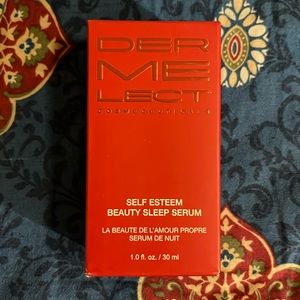 DER
ME
LECT
COSMECEUTICALS
SELF ESTEEM
BEAUTY SLEEP SERUM
LA BEAUTE DE L'AMOUR PROPRE
SERUM DE NUIT
1.0 fl. oz. / 30 ml